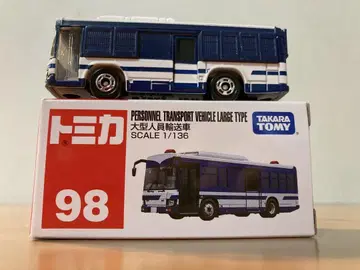 トミカ
98
PERSONNEL TRANSPORT VEHICLE LARGE TYPE
大型人員輸送車
SCALE 1/136
TAKARA
TOMY